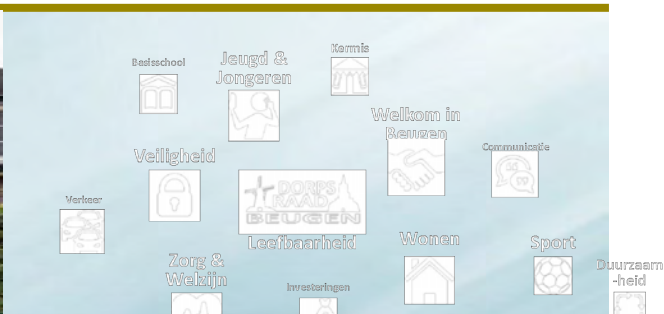 Kermis
Basisschool
Jeugd &
Jongeren
Welkom in
Beugen
Communicatie
Veiligheid
DORPS
RAAD
BEUGEN
Leefbaarheid
Verkeer
Wonen
Sport
Zorg &
Welzijn
Duurzaam
-heid
Investeringen